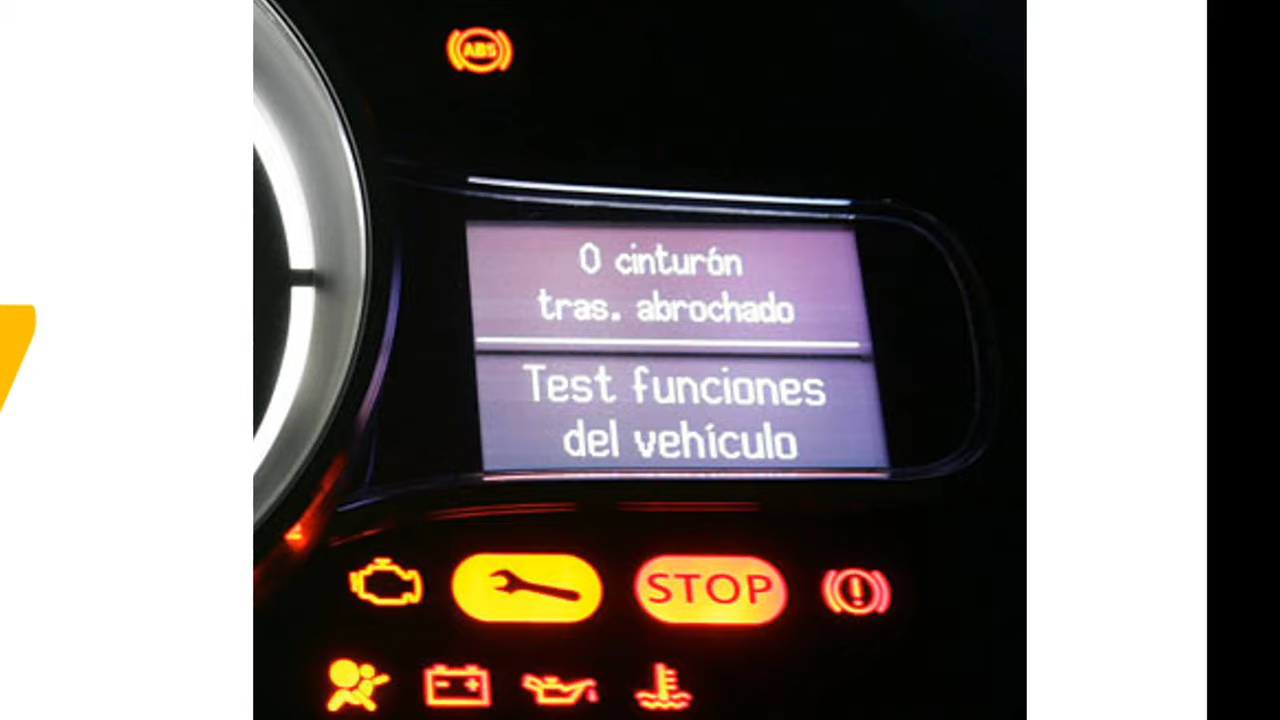 ABS
0 cinturón
tras. abrochado
Test funciones
del vehículo
STOP